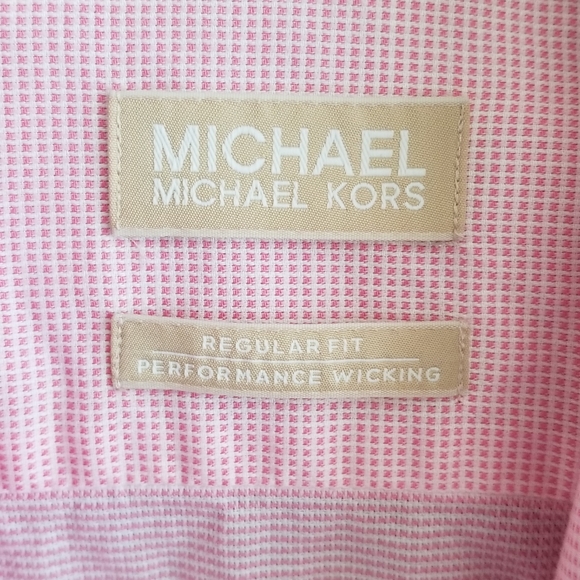 MICHAEL
MICHAEL KORS
REGULAR FIT
PERFORMANCE WICKING